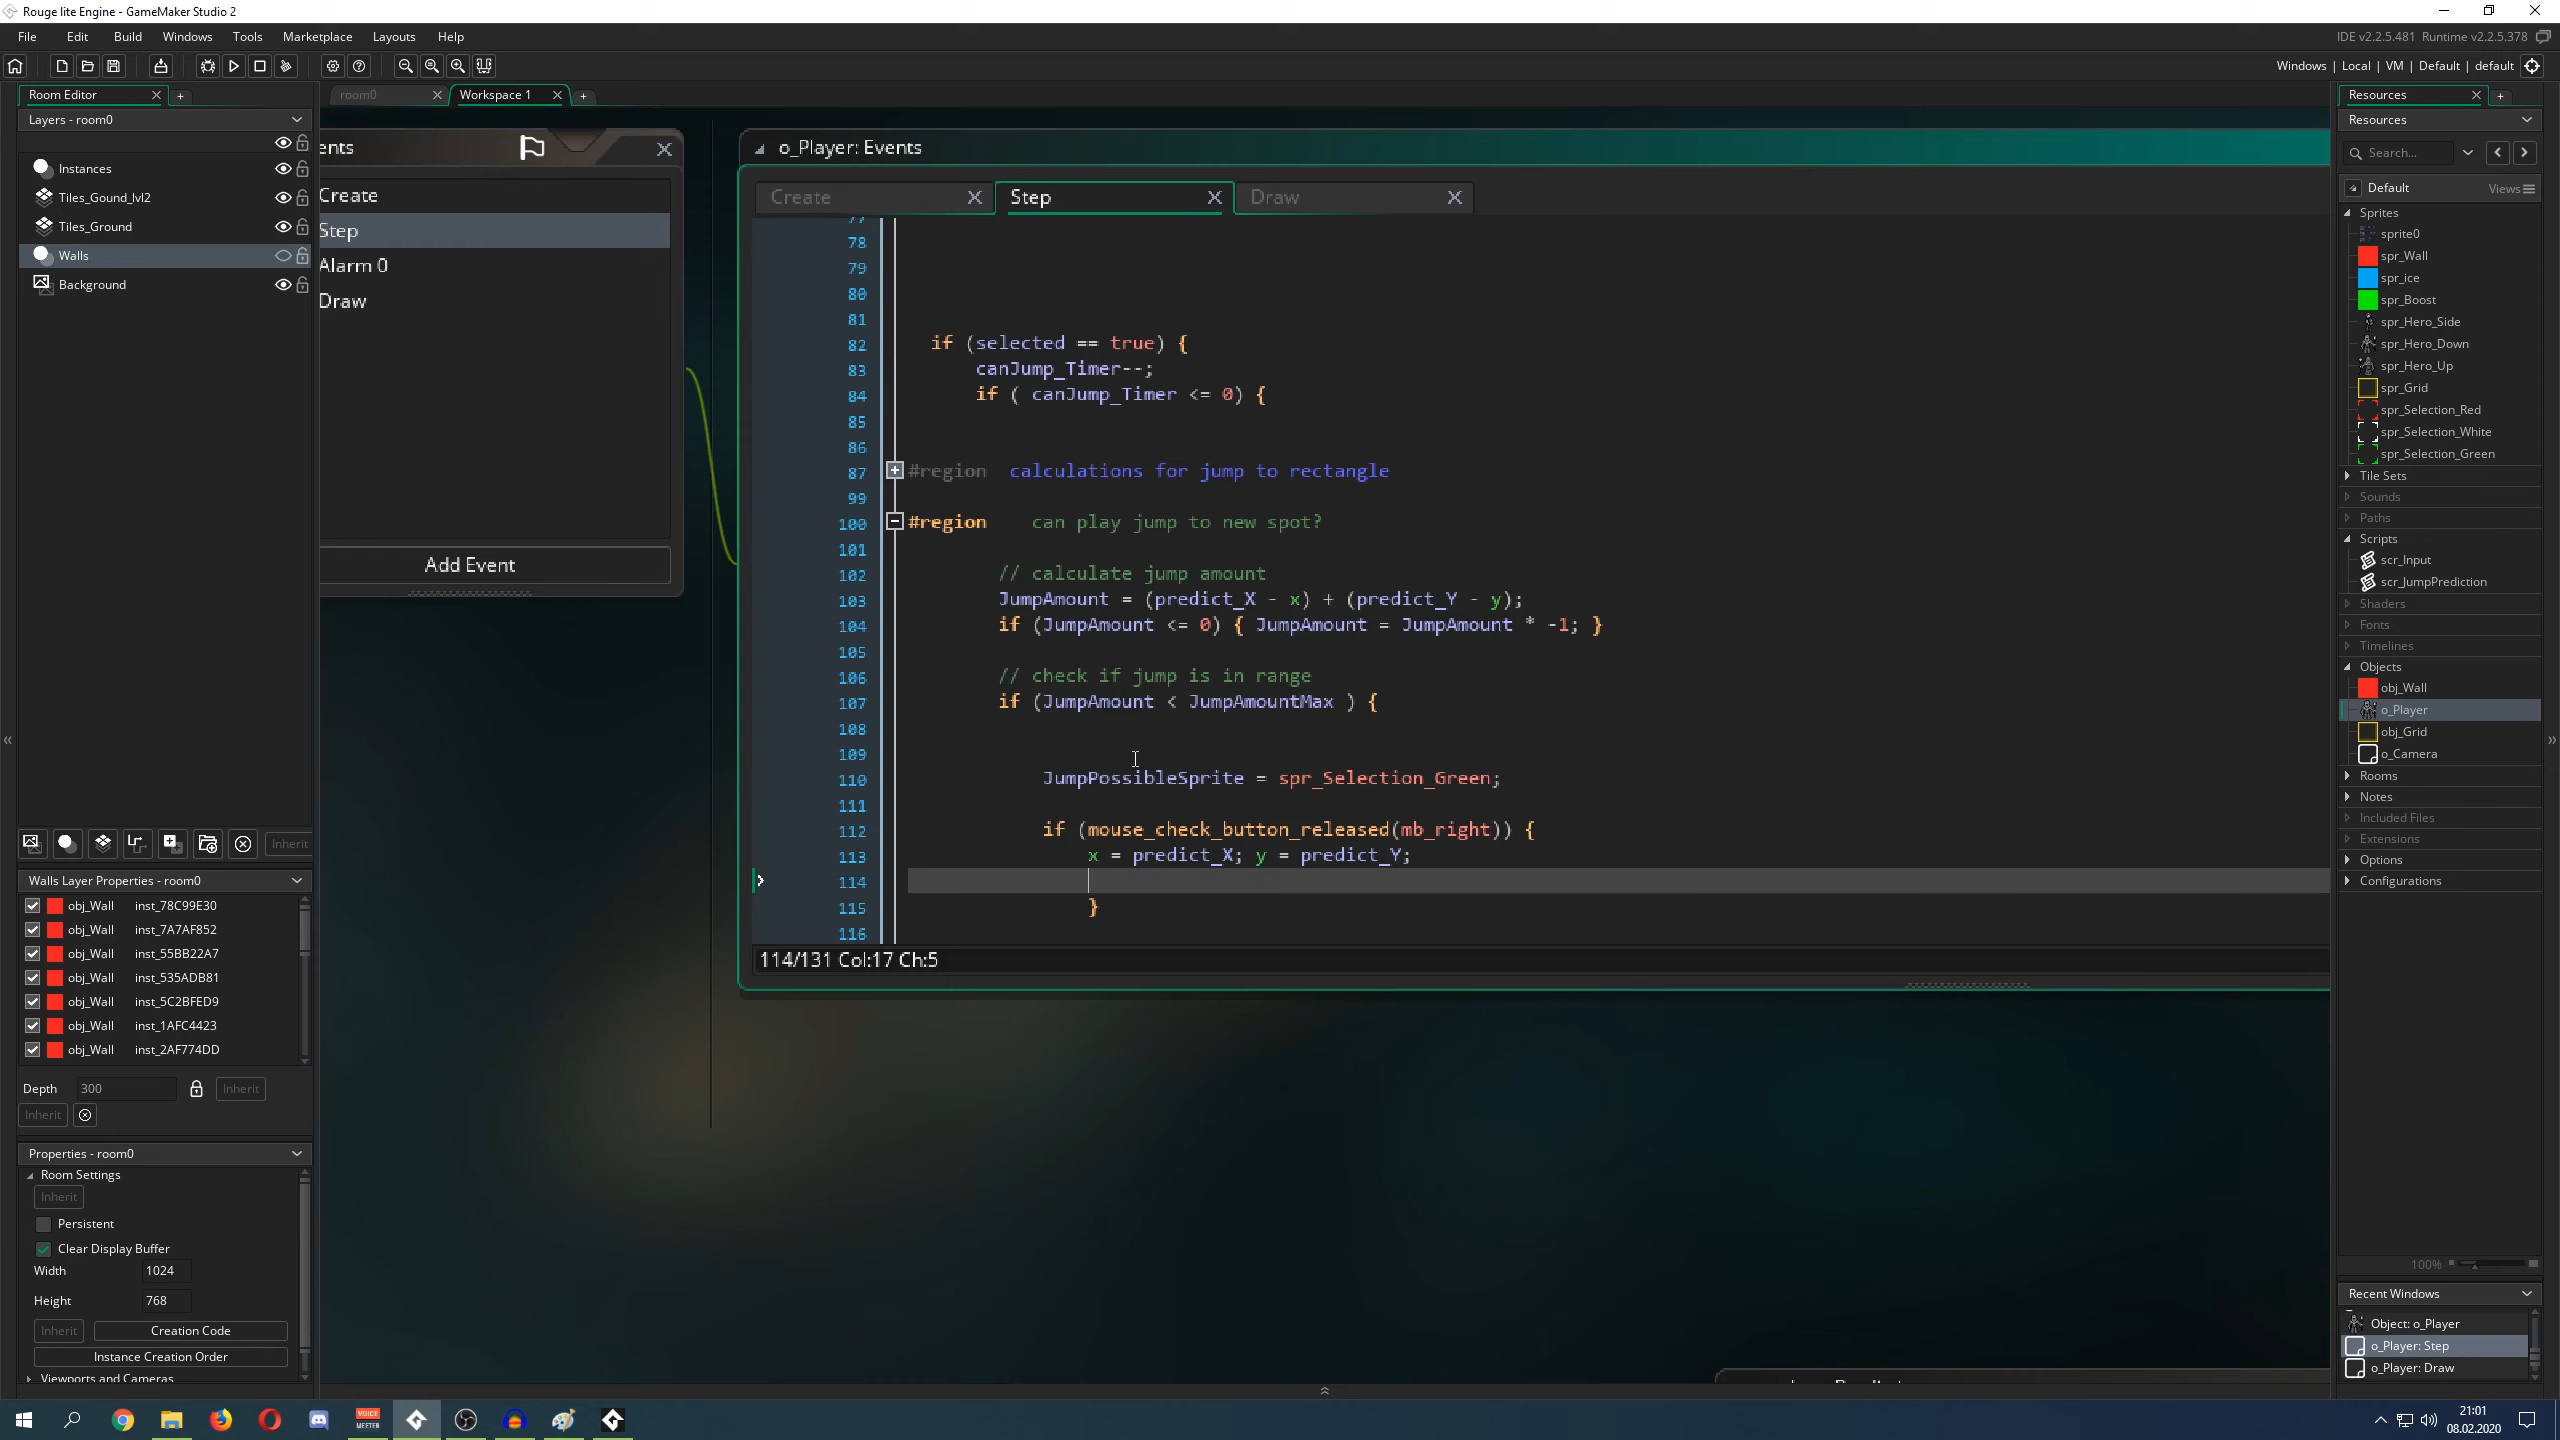 Rouge lite Engine - GameMaker Studio 2
File Edit Build Windows Tools Marketplace Layouts Help
IDE v2.2.5.481 Runtime v2.2.5.378
Windows | Local | VM | Default | default
Room Editor
Layers - room0
Instances
Tiles_Gound_lvl2
Tiles_Ground
Walls
Background
Inherit
Walls Layer Properties - room0
obj_Wall inst_78C99E30
obj_Wall inst_7A7AF852
obj_Wall inst_55BB22A7
obj_Wall inst_535ADB81
obj_Wall inst_5C2BFED9
obj_Wall inst_1AFC4423
obj_Wall inst_2AF774DD
Depth 300 Inherit
Inherit
Properties - room0
Room Settings
Inherit
Persistent
Clear Display Buffer
Width 1024
Height 768
Inherit Creation Code
Instance Creation Order
Viewports and Cameras
room0 Workspace 1
ents
Create
Step
Alarm 0
Draw
Add Event
o_Player: Events
Create Step Draw
77
78
79
80
81
82 if (selected == true) {
83 canJump_Timer--;
84 if ( canJump_Timer <= 0) {
85
86
87 #region calculations for jump to rectangle
99
100 #region can play jump to new spot?
101
102 // calculate jump amount
103 JumpAmount = (predict_X - x) + (predict_Y - y);
104 if (JumpAmount <= 0) { JumpAmount = JumpAmount * -1; }
105
106 // check if jump is in range
107 if (JumpAmount < JumpAmountMax ) {
108
109
110 JumpPossibleSprite = spr_Selection_Green;
111
112 if (mouse_check_button_released(mb_right)) {
113 x = predict_X; y = predict_Y;
114
115 }
116
114/131 Col:17 Ch:5
Resources
Resources
Search...
Default Views
Sprites
sprite0
spr_Wall
spr_ice
spr_Boost
spr_Hero_Side
spr_Hero_Down
spr_Hero_Up
spr_Grid
spr_Selection_Red
spr_Selection_White
spr_Selection_Green
Tile Sets
Sounds
Paths
Scripts
scr_Input
scr_JumpPrediction
Shaders
Fonts
Timelines
Objects
obj_Wall
o_Player
obj_Grid
o_Camera
Rooms
Notes
Included Files
Extensions
Options
Configurations
100%
Recent Windows
Object: o_Player
o_Player: Step
o_Player: Draw
VOICE
MEETER
21:01
08.02.2020